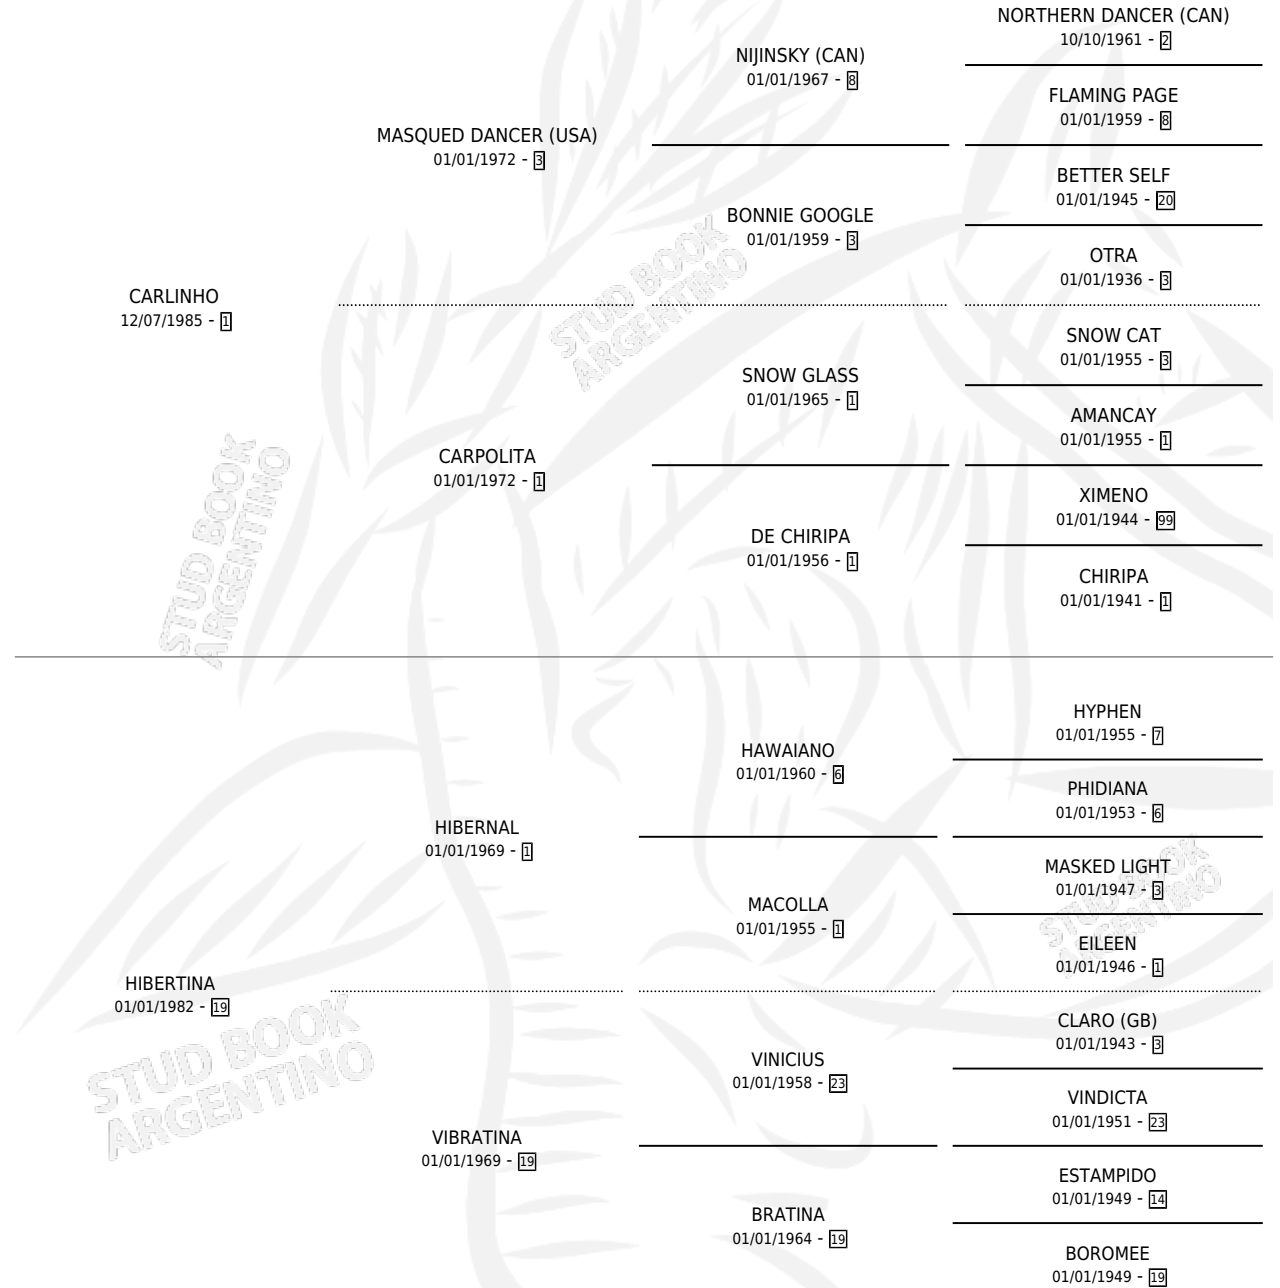 NORTHERN DANCER (CAN)
10/10/1961 - 2
NIJINSKY (CAN)
01/01/1967 - 8
FLAMING PAGE
01/01/1959 - 8
MASQUED DANCER (USA)
01/01/1972 - 3
BETTER SELF
01/01/1945 - 20
BONNIE GOOGLE
01/01/1959 - 3
OTRA
01/01/1936 - 3
CARLINHO
12/07/1985 - 1
STUD BOOK
ARGENTINO
SNOW CAT
01/01/1955 - 3
SNOW GLASS
01/01/1965 - 1
AMANCAY
01/01/1955 - 1
CARPOLITA
01/01/1972 - 1
XIMENO
01/01/1944 - 99
DE CHIRIPA
01/01/1956 - 1
CHIRIPA
01/01/1941 - 1
STUD BOOK
ARGENTINO
HYPHEN
01/01/1955 - 7
HAWAIANO
01/01/1960 - 6
PHIDIANA
01/01/1953 - 6
HIBERNAL
01/01/1969 - 1
MASKED LIGHT
01/01/1947 - 3
MACOLLA
01/01/1955 - 1
STUD BOOK
ARGENTINO
EILEEN
01/01/1946 - 1
HIBERTINA
01/01/1982 - 19
CLARO (GB)
01/01/1943 - 3
VINICIUS
01/01/1958 - 23
VINDICTA
01/01/1951 - 23
STUD BOOK
ARGENTINO
VIBRATINA
01/01/1969 - 19
ESTAMPIDO
01/01/1949 - 14
BRATINA
01/01/1964 - 19
BOROMEE
01/01/1949 - 19